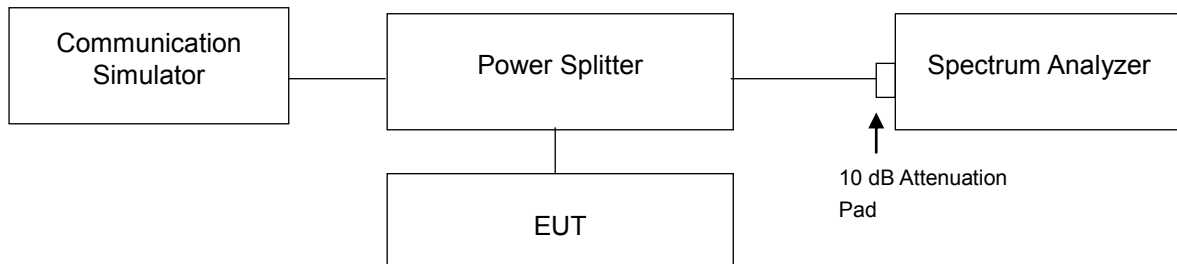 Communication
Simulator
Power Splitter
Spectrum Analyzer
10 dB Attenuation
Pad
EUT